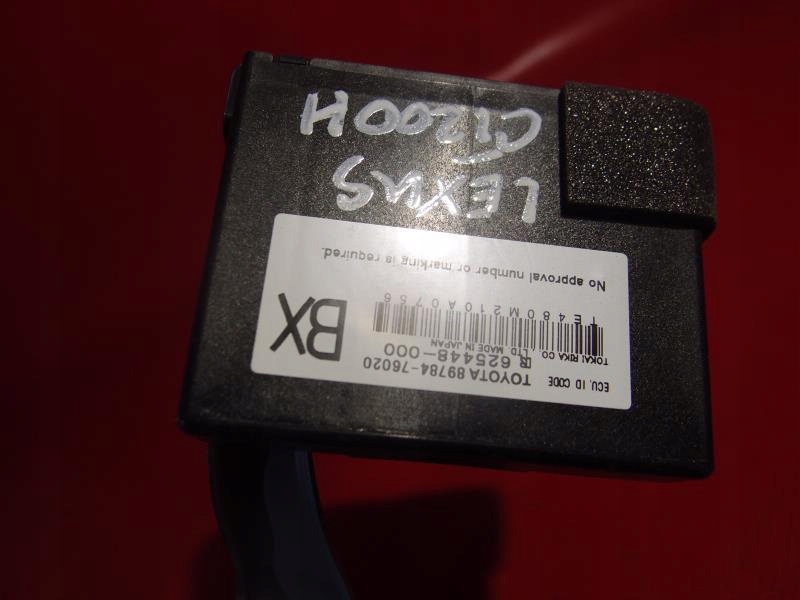 ECU, ID CODE
TOYOTA 89784-76020
625448-000
TOKAI RIKA CO. LTD. MADE IN JAPAN
TE480M210A0756
BX
No approval number or marking is required.
LEXUS
CT200H